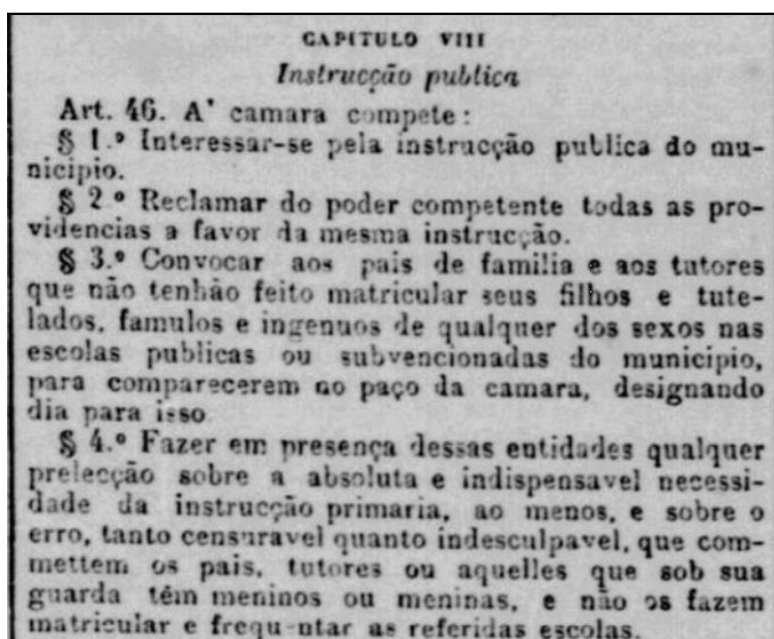 CAPITULO VIII
Instrucção publica
Art. 46. A' camara compete:
§ 1.º Interessar-se pela instrucção publica do mu-
nicipio.
§ 2.º Reclamar do poder competente todas as pro-
videncias a favor da mesma instrucção.
§ 3.º Convocar aos pais de familia e aos tutores
que não tenhão feito matricular seus filhos e tute-
lados, famulos e ingenuos de qualquer dos sexos nas
escolas publicas ou subvencionadas do municipio,
para comparecerem no paço da camara, designando
dia para isso
§ 4.º Fazer em presença dessas entidades qualquer
prelecção sobre a absoluta e indispensavel necessi-
dade da instrucção primaria, ao menos, e sobre o
erro, tanto censuravel quanto indesculpavel, que com-
mettem os pais, tutores ou aquelles que sob sua
guarda têm meninos ou meninas, e não os fazem
matricular e frequentar as referidas escolas.